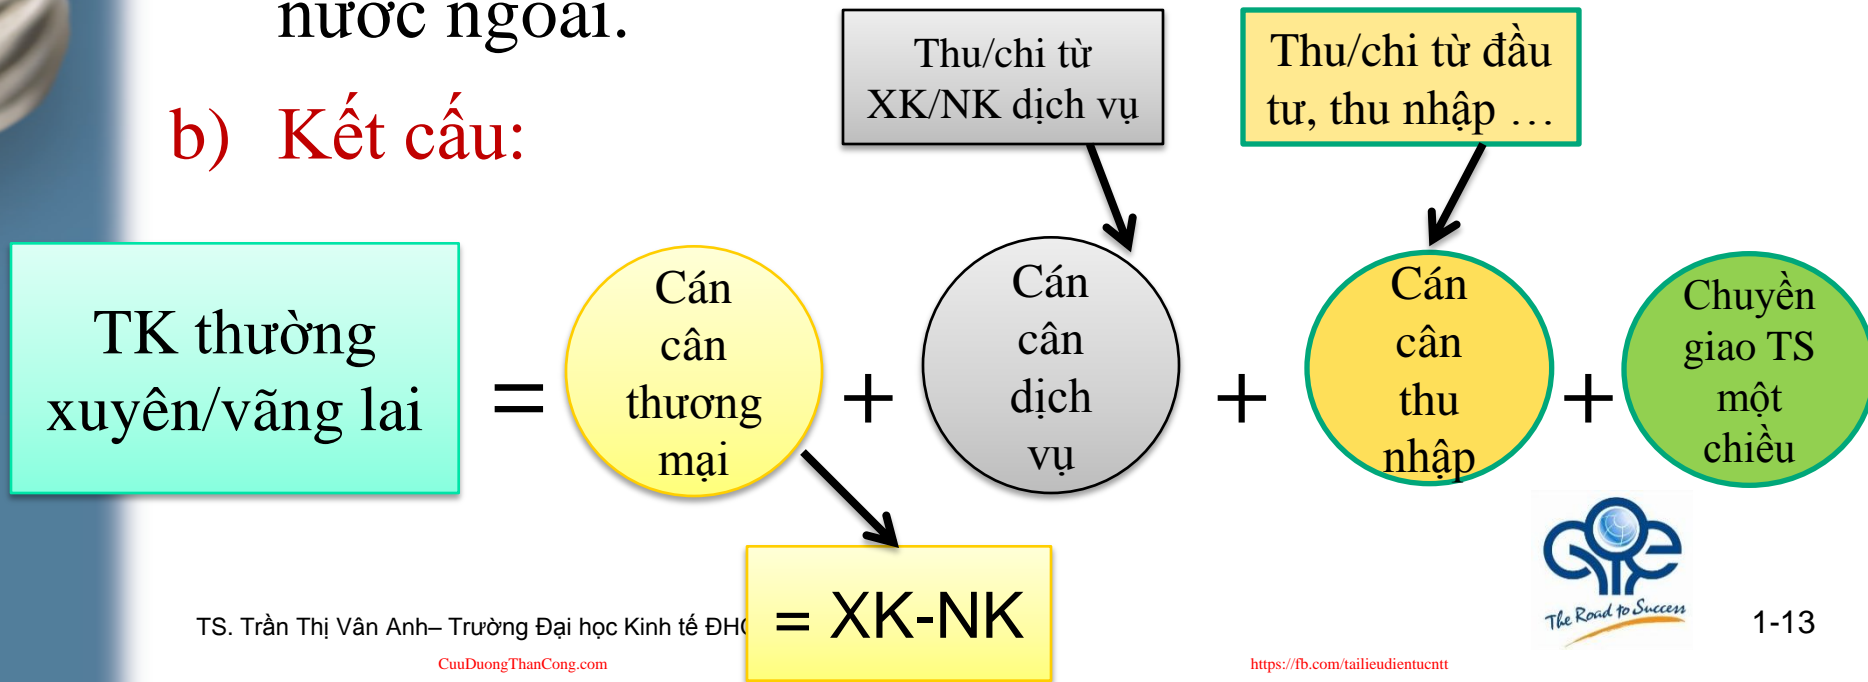 nước ngoài.
b) Kết cấu:
Thu/chi từ
XK/NK dịch vụ
Thu/chi từ đầu
tư, thu nhập …
TK thường
xuyên/vãng lai
=
Cán
cân
thương
mại
+
Cán
cân
dịch
vụ
+
Cán
cân
thu
nhập
+
Chuyển
giao TS
một
chiều
= XK-NK
The Road to Success
TS. Trần Thị Vân Anh– Trường Đại học Kinh tế
1-13
CuuDuongThanCong.com
https://fb.com/tailieudientucntt